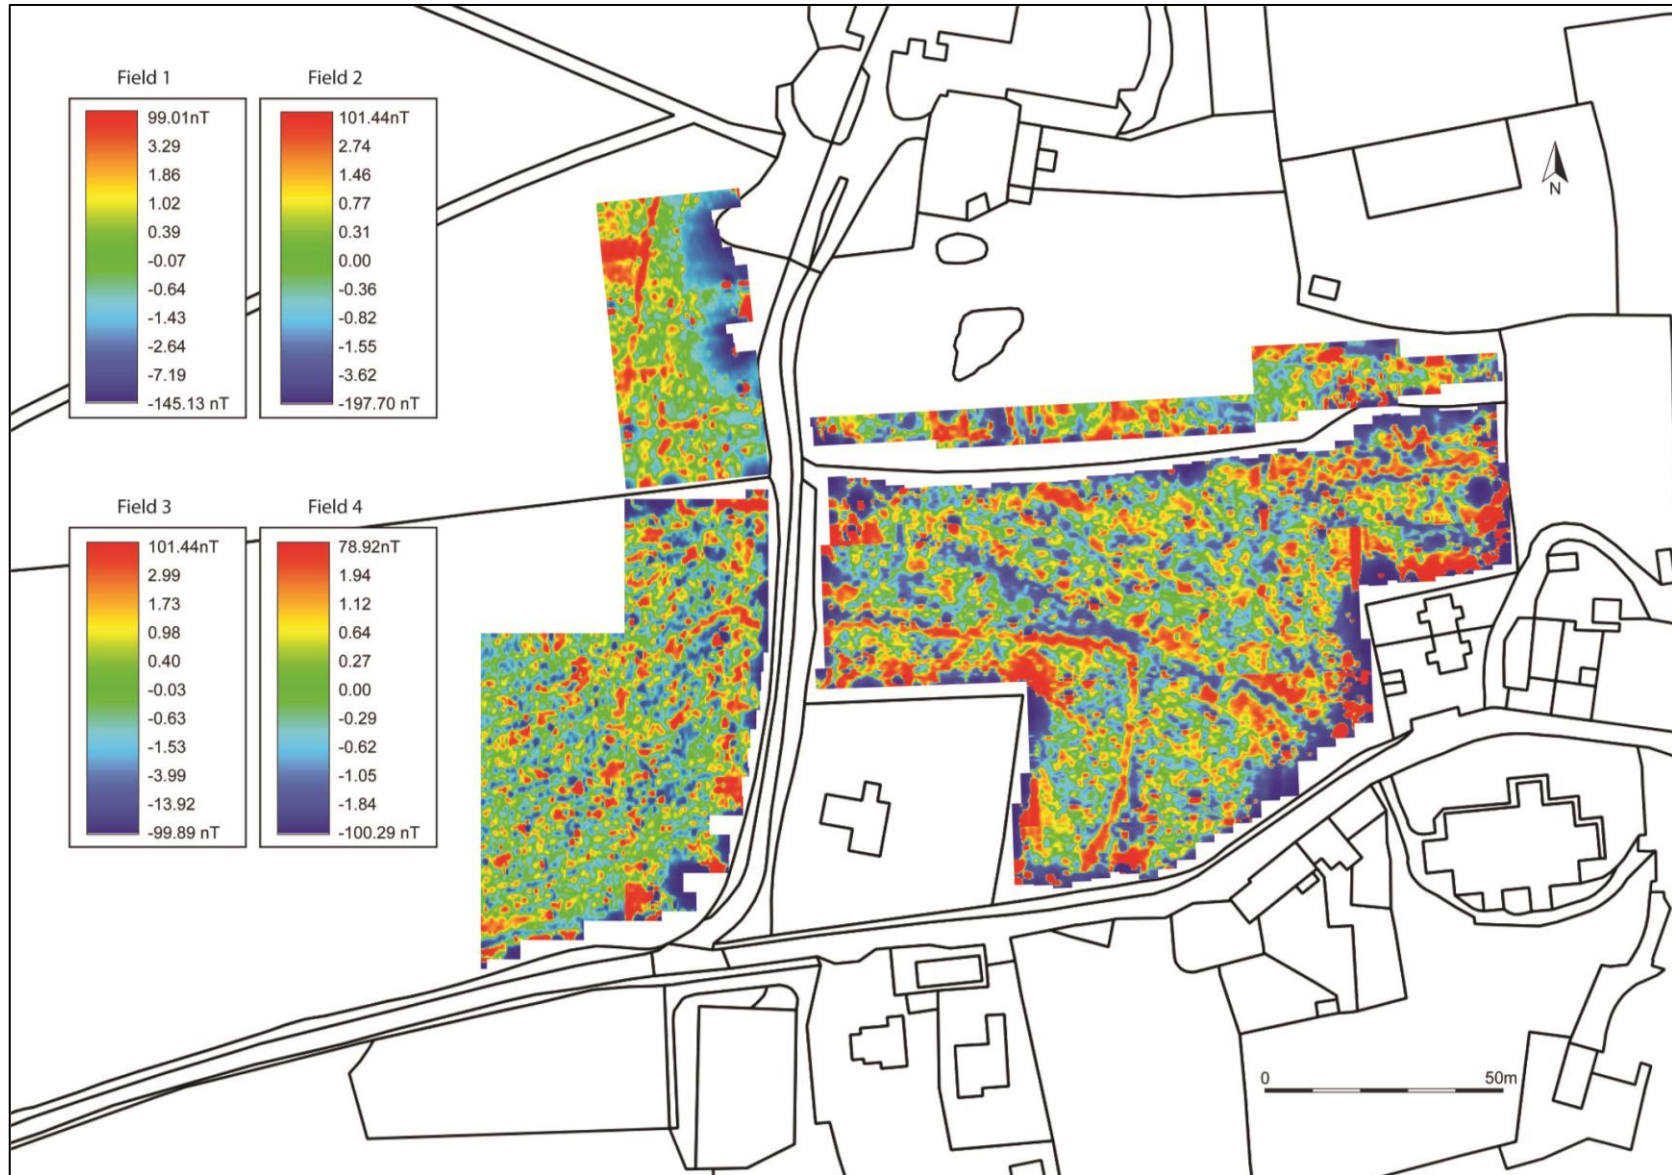 Field 1
99.01nT
3.29
1.86
1.02
0.39
-0.07
-0.64
-1.43
-2.64
-7.19
-145.13 nT
Field 2
101.44nT
2.74
1.46
0.77
0.31
0.00
-0.36
-0.82
-1.55
-3.62
-197.70 nT
Field 3
101.44nT
2.99
1.73
0.98
0.40
-0.03
-0.63
-1.53
-3.99
-13.92
-99.89 nT
Field 4
78.92nT
1.94
1.12
0.64
0.27
0.00
-0.29
-0.62
-1.05
-1.84
-100.29 nT
N
0 50m